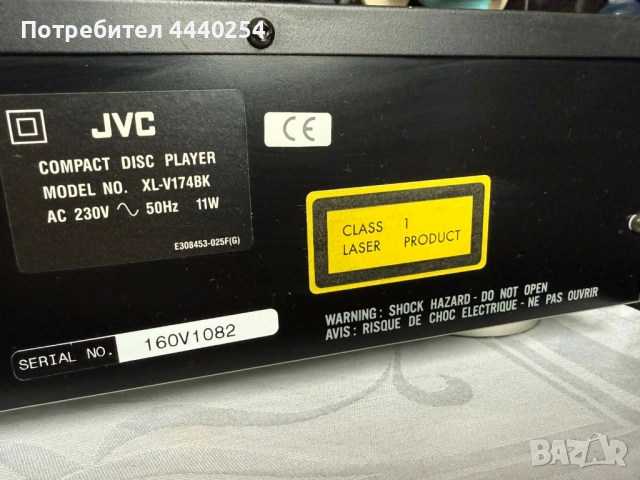 Потребител 4440254
JVC
COMPACT DISC PLAYER
MODEL NO. XL-V174BK
AC 230V ∿ 50Hz 11W
E308453-025F(G)
CE
CLASS 1
LASER PRODUCT
WARNING : SHOCK HAZARD - DO NOT OPEN
AVIS : RISQUE DE CHOC ELECTRIQUE - NE PAS OUVRIR
SERIAL NO. 160V1082
BAZAR